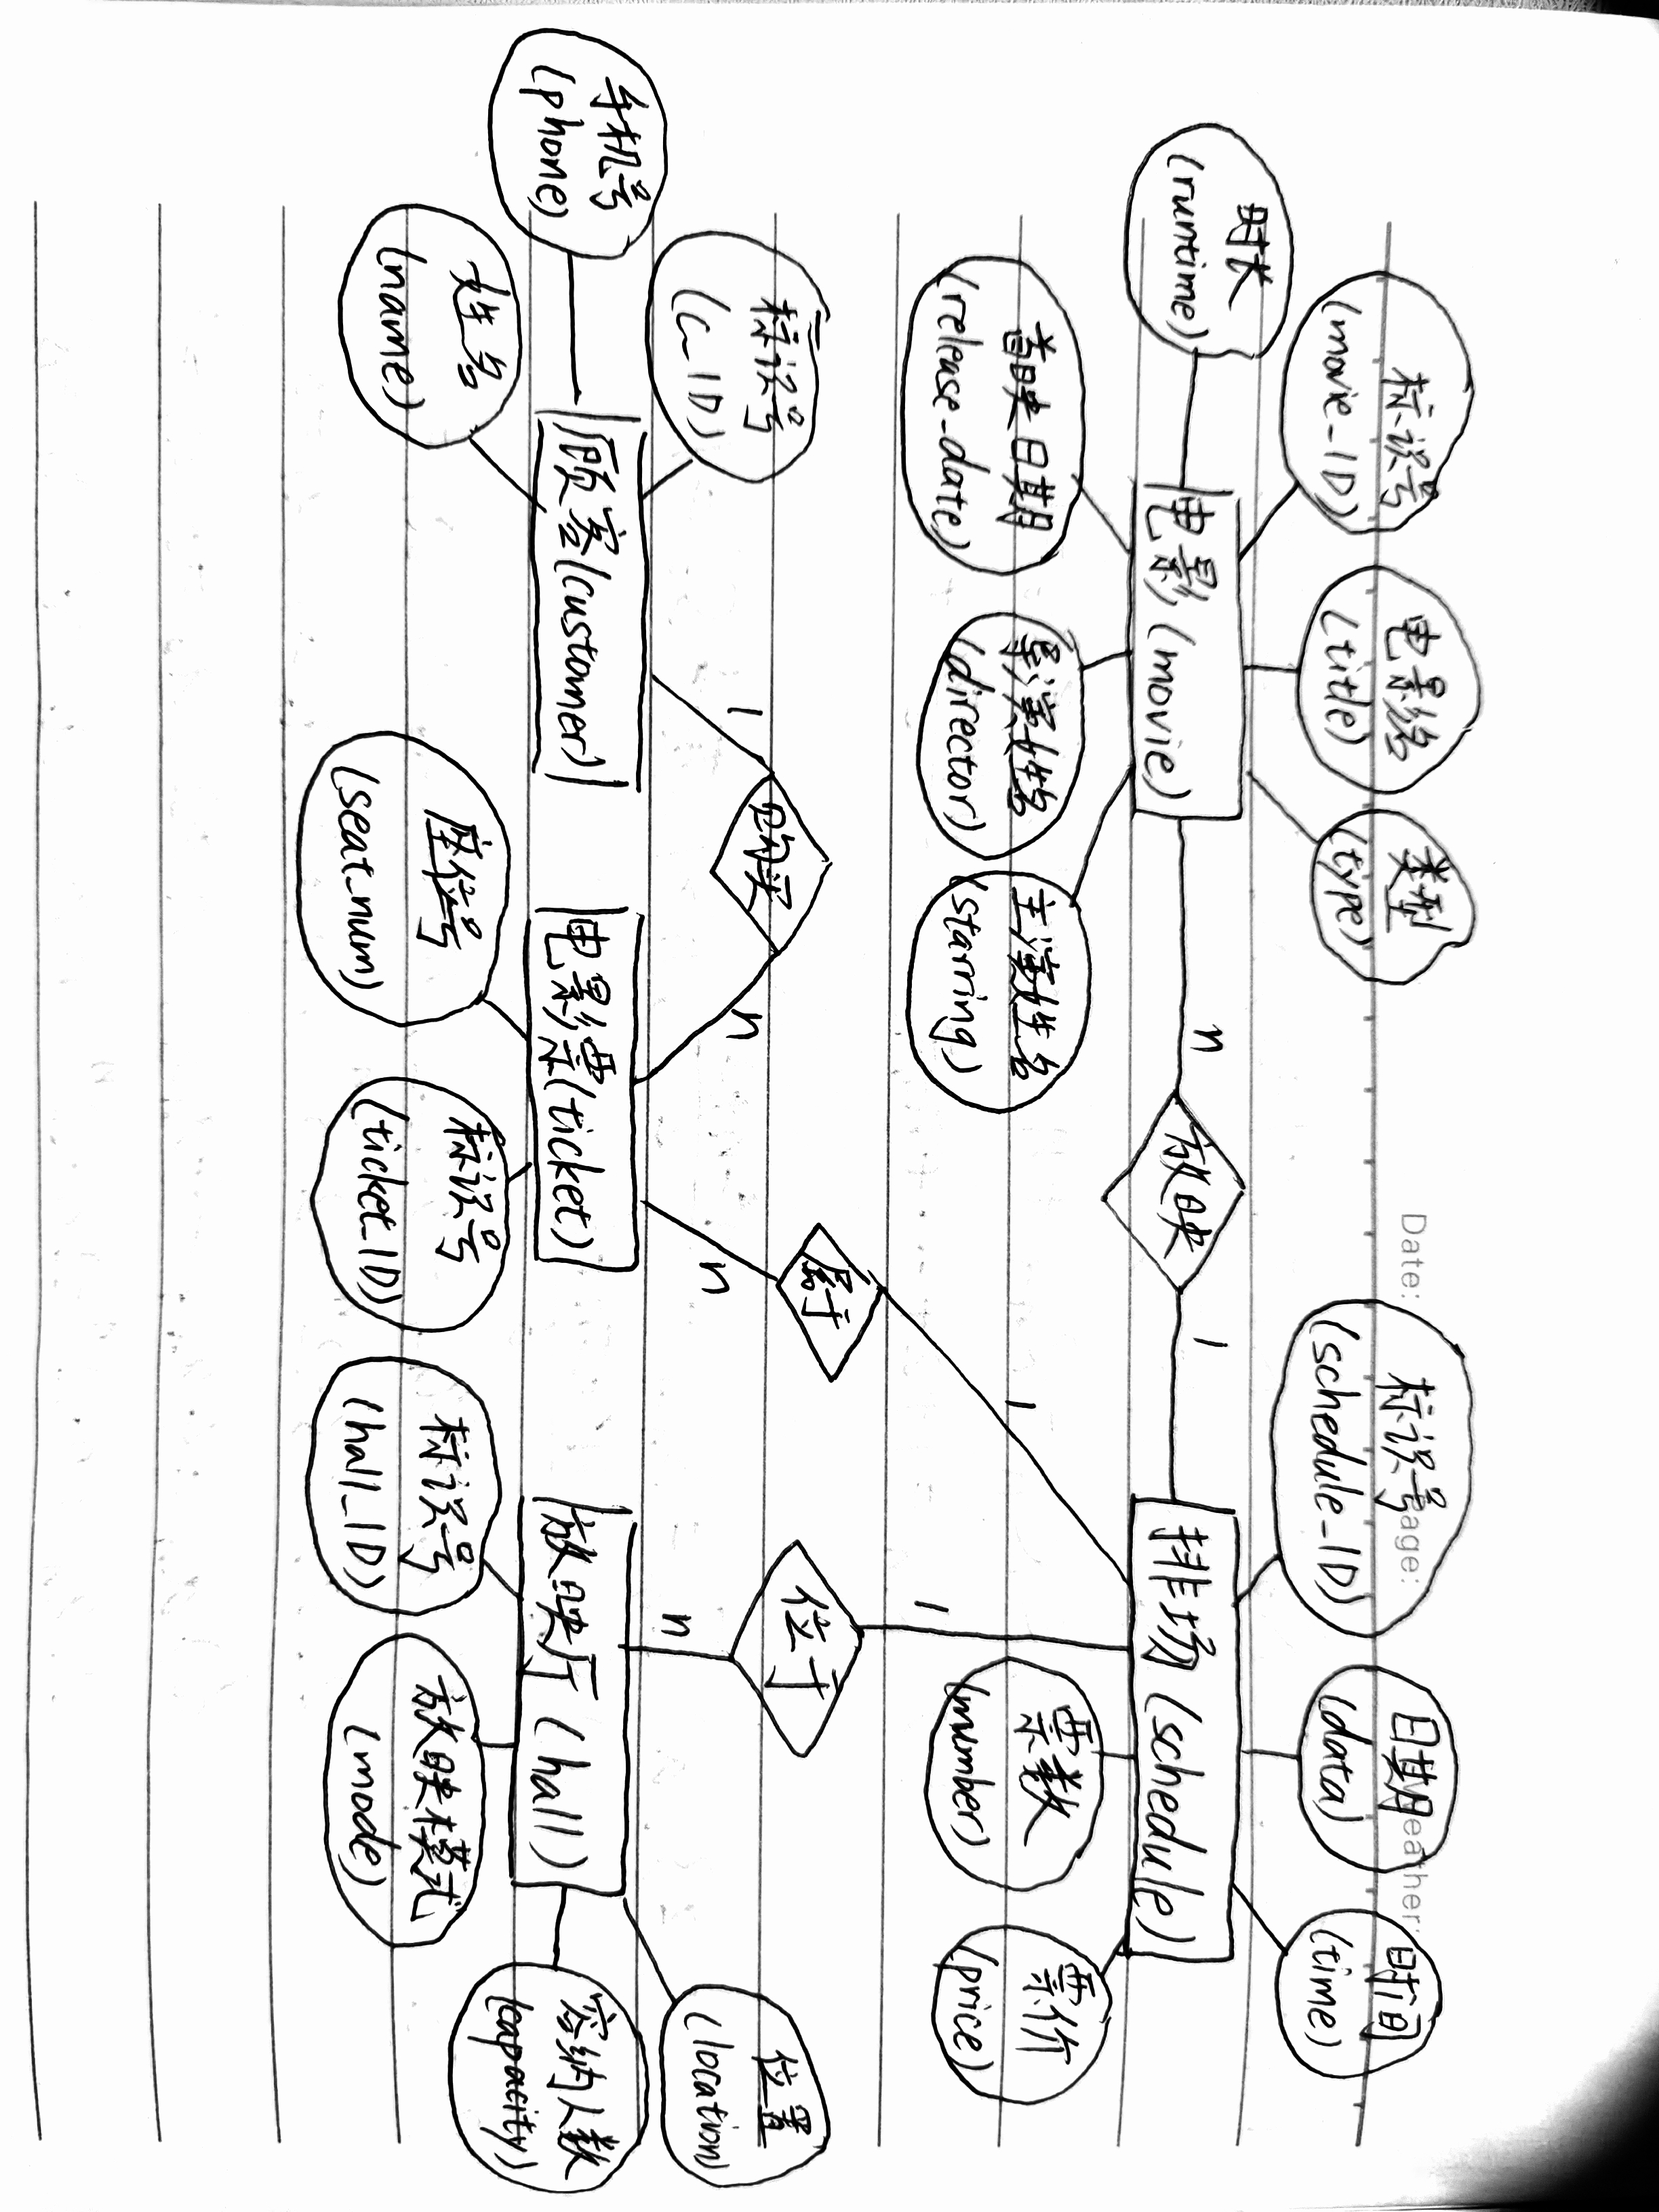 Date:
Page:
Weather:
标识号
(movie_ID)
电影名
(title)
类型
(type)
标识号
(schedule_ID)
日期
(data)
时间
(time)
时长
(runtime)
电影(movie)
n
放映
1
排场(schedule)
首映日期
(release_date)
导演姓名
(director)
主演姓名
(starring)
票数
(number)
票价
(price)
1
1
属于
位于
购买
1
n
n
n
标识号
(c_ID)
位置
(location)
手机号
(phone)
顾客(customer)
电影票(ticket)
放映厅(hall)
容纳人数
(capacity)
姓名
(name)
座位号
(seat_num)
标识号
(ticket_ID)
标识号
(hall_ID)
放映模式
(mode)